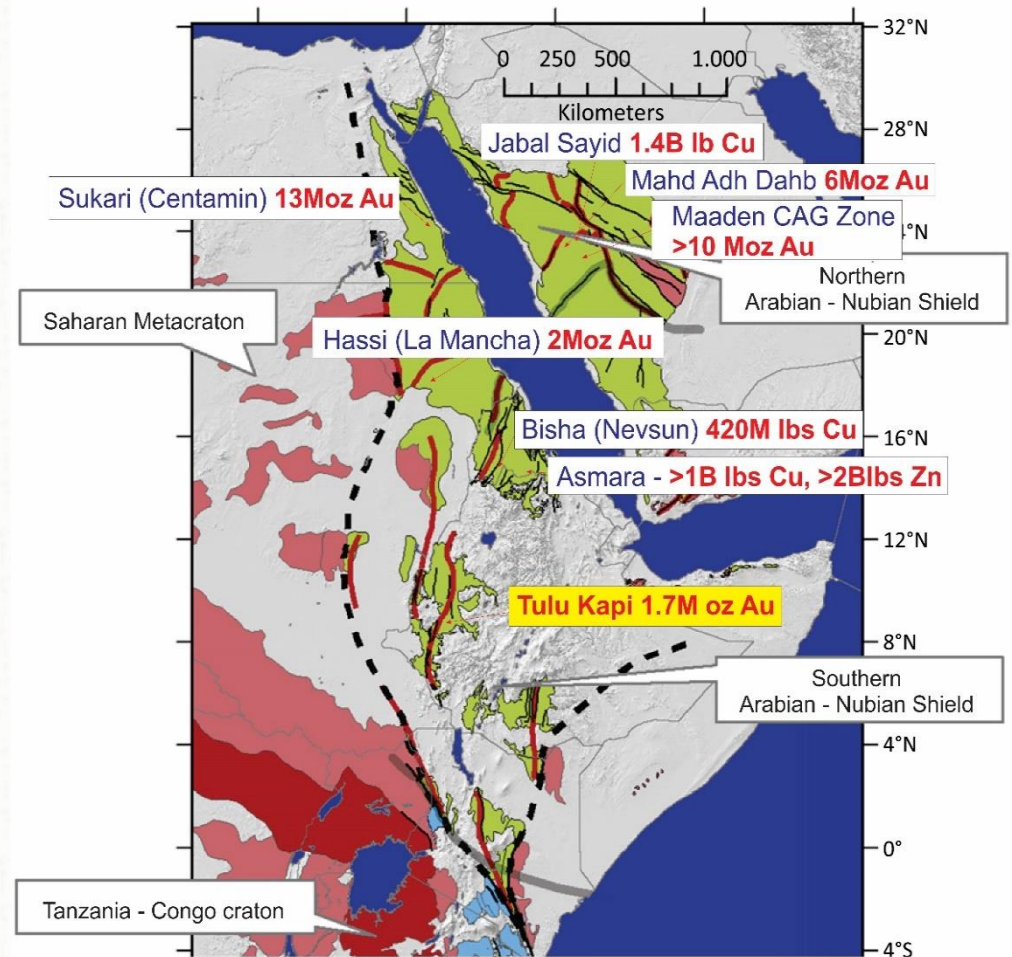 32°N
0 250 500 1.000
Kilometers
28°N
Jabal Sayid 1.4B lb Cu
Mahd Adh Dahb 6Moz Au
Sukari (Centamin) 13Moz Au
Maaden CAG Zone
>10 Moz Au
4°N
Northern
Arabian - Nubian Shield
Saharan Metacraton
20°N
Hassi (La Mancha) 2Moz Au
Bisha (Nevsun) 420M lbs Cu
16°N
Asmara - >1B lbs Cu, >2Blbs Zn
12°N
Tulu Kapi 1.7M oz Au
8°N
Southern
Arabian - Nubian Shield
4°N
0°
Tanzania - Congo craton
4°S